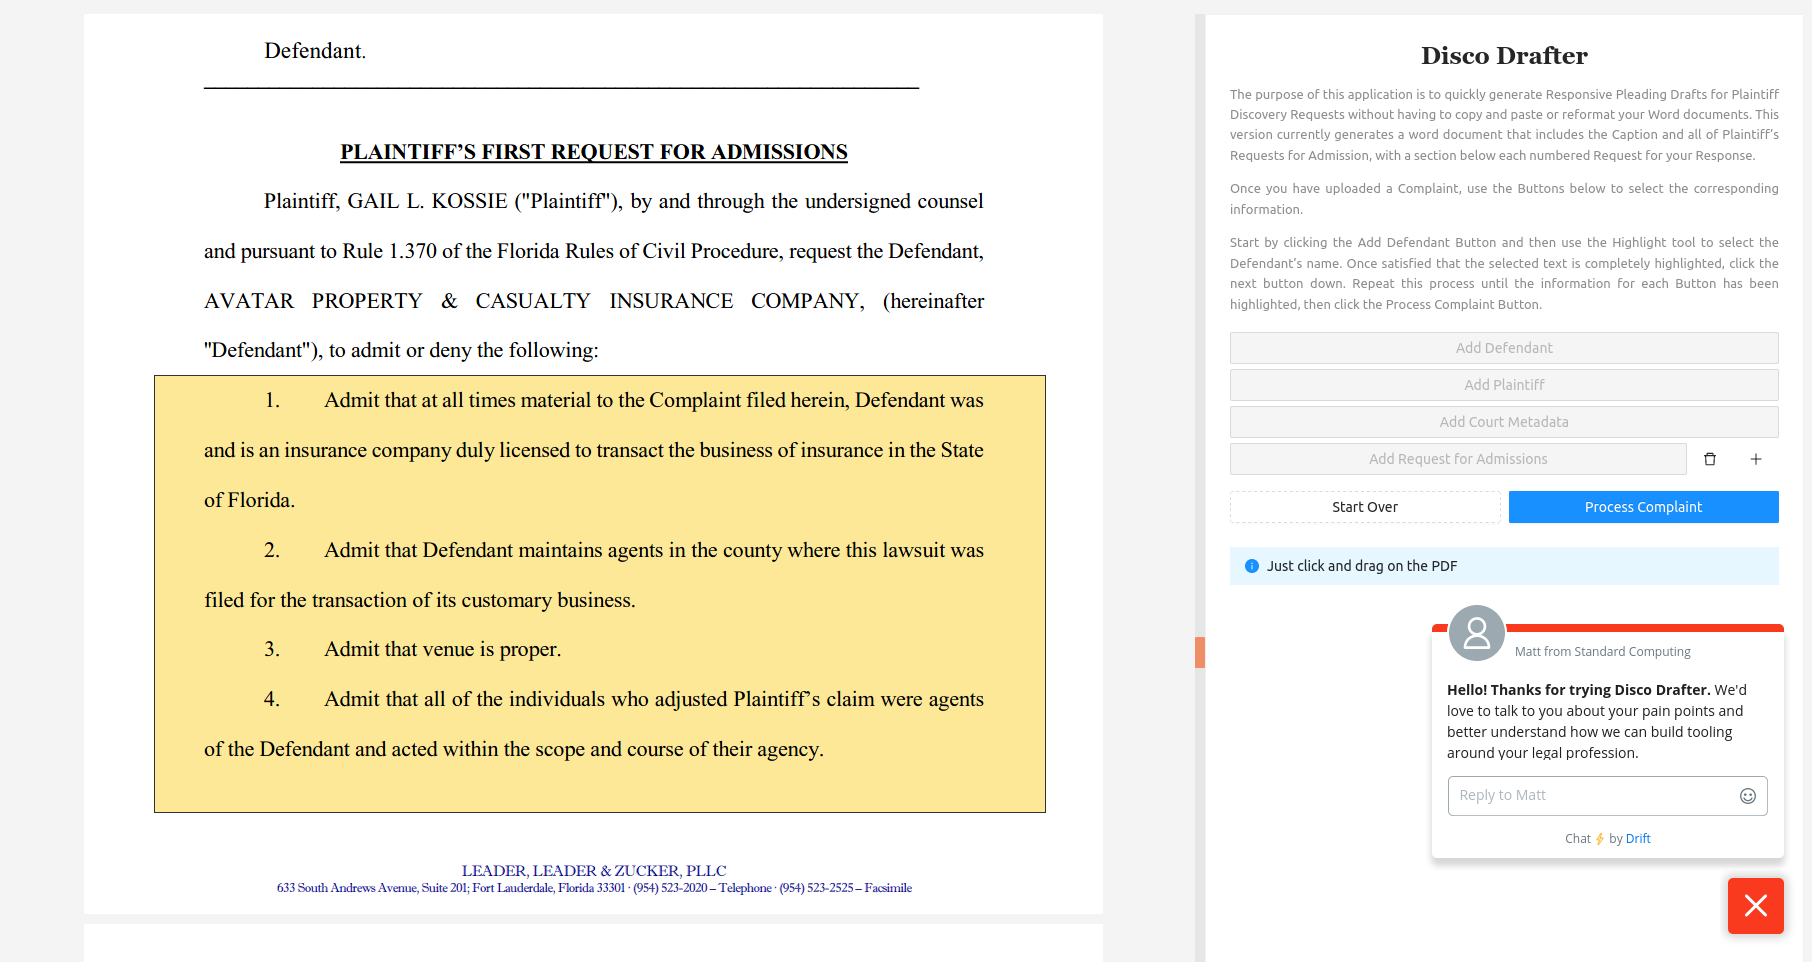 Defendant.
PLAINTIFF’S FIRST REQUEST FOR ADMISSIONS
Plaintiff, GAIL L. KOSSIE ("Plaintiff"), by and through the undersigned counsel
and pursuant to Rule 1.370 of the Florida Rules of Civil Procedure, request the Defendant,
AVATAR PROPERTY & CASUALTY INSURANCE COMPANY, (hereinafter
"Defendant"), to admit or deny the following:
1. Admit that at all times material to the Complaint filed herein, Defendant was
and is an insurance company duly licensed to transact the business of insurance in the State
of Florida.
2. Admit that Defendant maintains agents in the county where this lawsuit was
filed for the transaction of its customary business.
3. Admit that venue is proper.
4. Admit that all of the individuals who adjusted Plaintiff’s claim were agents
of the Defendant and acted within the scope and course of their agency.
LEADER, LEADER & ZUCKER, PLLC
633 South Andrews Avenue, Suite 201; Fort Lauderdale, Florida 33301 · (954) 523-2020 – Telephone · (954) 523-2525 – Facsimile
Disco Drafter
The purpose of this application is to quickly generate Responsive Pleading Drafts for Plaintiff
Discovery Requests without having to copy and paste or reformat your Word documents. This
version currently generates a word document that includes the Caption and all of Plaintiff’s
Requests for Admission, with a section below each numbered Request for your Response.
Once you have uploaded a Complaint, use the Buttons below to select the corresponding
information.
Start by clicking the Add Defendant Button and then use the Highlight tool to select the
Defendant’s name. Once satisfied that the selected text is completely highlighted, click the
next button down. Repeat this process until the information for each Button has been
highlighted, then click the Process Complaint Button.
Add Defendant
Add Plaintiff
Add Court Metadata
Add Request for Admissions
Start Over
Process Complaint
Just click and drag on the PDF
Matt from Standard Computing
Hello! Thanks for trying Disco Drafter. We'd
love to talk to you about your pain points and
better understand how we can build tooling
around your legal profession.
Reply to Matt
Chat ⚡ by Drift